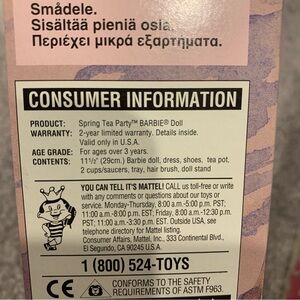 Smådele.
Sisältää pieniä osia.
Περιέχει μικρά εξαρτήματα.
CONSUMER INFORMATION
PRODUCT: Spring Tea Party™ BARBIE® Doll
WARRANTY: 2-year limited warranty. Details inside.
Valid only in U.S.A.
AGE GRADE: For ages over 3 years.
CONTENTS: 11½" (29cm.) Barbie doll, dress, shoes, tea pot,
2 cups/saucers, tray, hair brush, doll stand
YOU CAN TELL IT'S MATTEL! CALL us toll-free or write
with any comments or questions about our toys or
service. Monday-Thursday, 8:00 a.m.-5:00 p.m. PST;
11:00 a.m.-8:00 p.m. EST; Friday, 8:00 a.m.-12:30 p.m.
PST; 11:00 a.m.-3:30 p.m. EST. Outside U.S.A., see
telephone directory for Mattel listing.
Consumer Affairs, Mattel, Inc., 333 Continental Blvd.,
El Segundo, CA 90245 U.S.A.
1 (800) 524-TOYS
CE CONFORMS TO THE SAFETY
REQUIREMENTS OF ASTM F963.